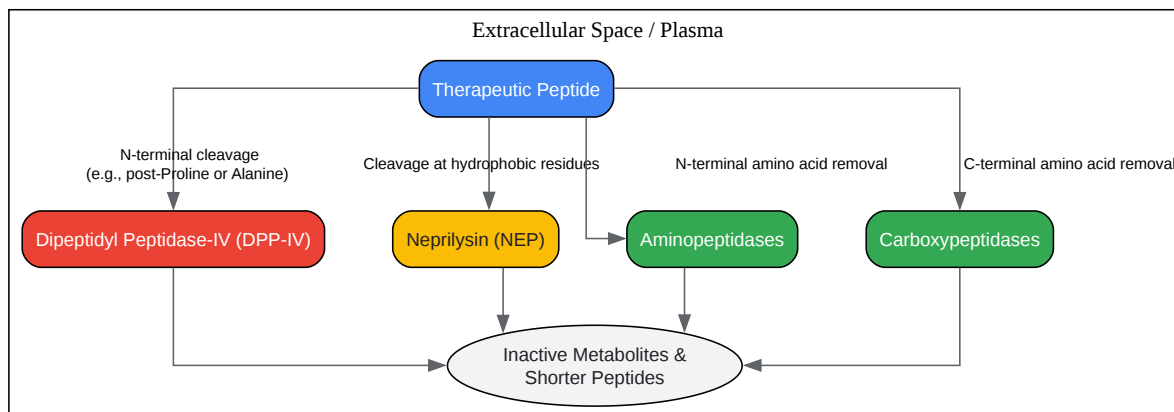 Extracellular Space / Plasma
Therapeutic Peptide
N-terminal cleavage
(e.g., post-Proline or Alanine)
Cleavage at hydrophobic residues
N-terminal amino acid removal
C-terminal amino acid removal
Dipeptidyl Peptidase-IV (DPP-IV)
Neprilysin (NEP)
Aminopeptidases
Carboxypeptidases
Inactive Metabolites &
Shorter Peptides